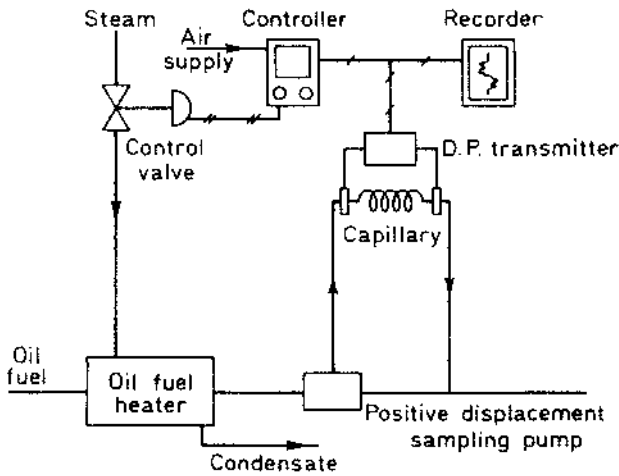 Steam
Air
supply
Controller
Recorder
Control
valve
D.P. transmitter
Capillary
Oil
fuel
Oil fuel
heater
Positive displacement
sampling pump
Condensate